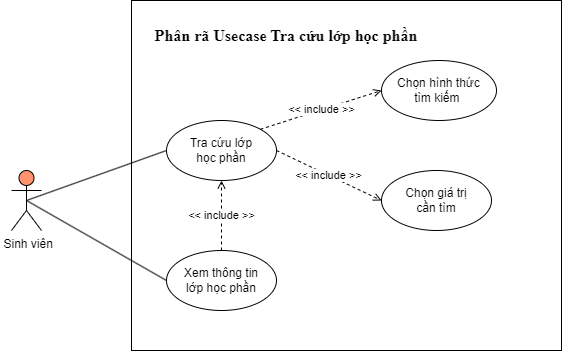 Phân rã Usecase Tra cứu lớp học phần
Chọn hình thức
tìm kiếm
<< include >>
Tra cứu lớp
học phần
<< include >>
Chọn giá trị
cần tìm
<< include >>
Sinh viên
Xem thông tin
lớp học phần